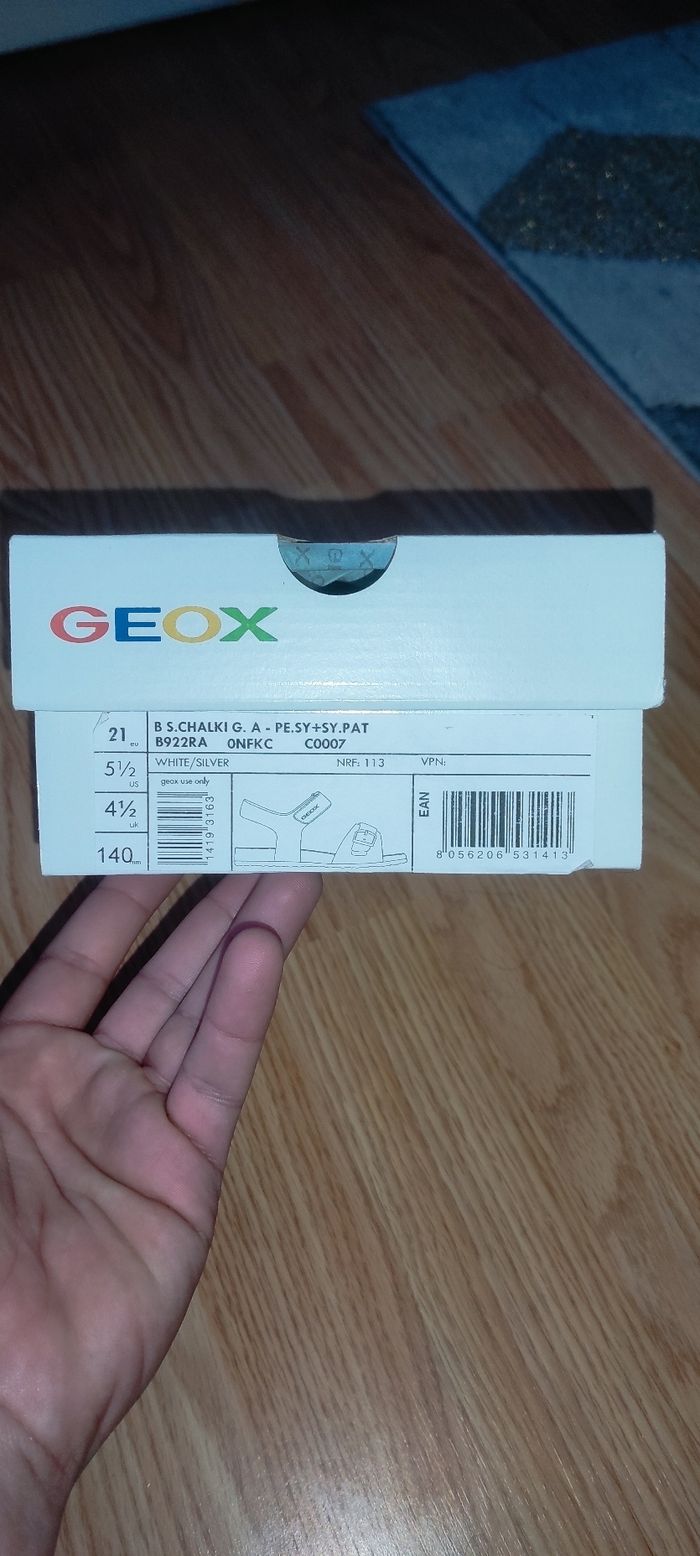 GEOX
21 eu
B S.CHALKI G. A - PE.SY+SY.PAT
B922RA 0NFKC C0007
5½ US
WHITE/SILVER NRF: 113 VPN:
geox use only
4½ uk
1419 3163
GEOX
EAN
140 mm
8 056206 531413